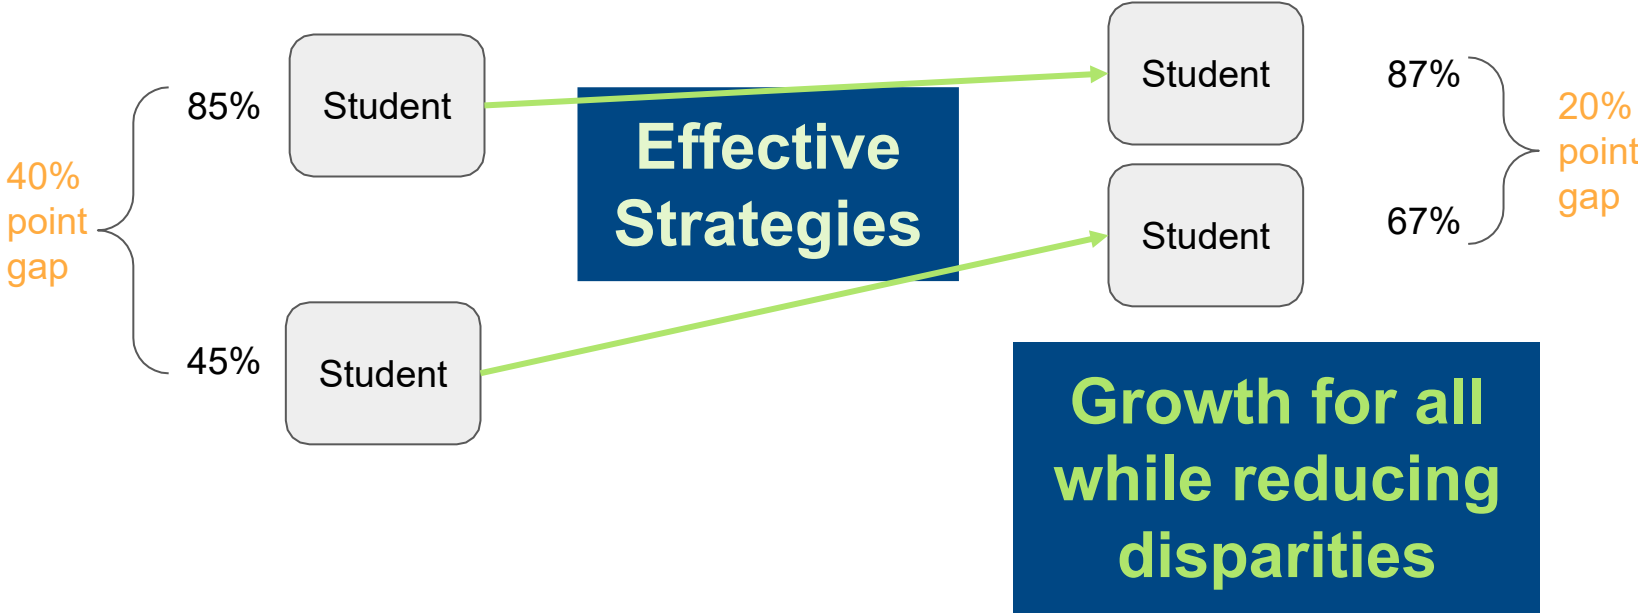 40%
point
gap
85%
Student
45%
Student
Effective
Strategies
Student
87%
Student
67%
20%
point
gap
Growth for all
while reducing
disparities